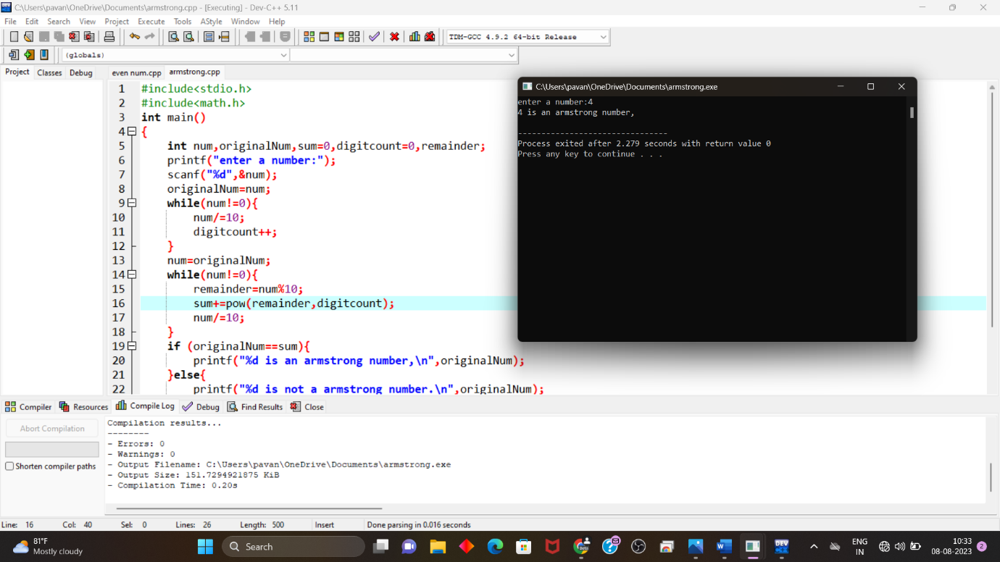 C:\Users\pavan\OneDrive\Documents\armstrong.cpp - [Executing] - Dev-C++ 5.11
File Edit Search View Project Execute Tools AStyle Window Help
TDM-GCC 4.9.2 64-bit Release
(globals)
Project Classes Debug
even num.cpp armstrong.cpp
1 #include<stdio.h>
2 #include<math.h>
3 int main()
4 {
5 int num,originalNum,sum=0,digitcount=0,remainder;
6 printf("enter a number:");
7 scanf("%d",&num);
8 originalNum=num;
9 while(num!=0){
10 num/=10;
11 digitcount++;
12 }
13 num=originalNum;
14 while(num!=0){
15 remainder=num%10;
16 sum+=pow(remainder,digitcount);
17 num/=10;
18 }
19 if (originalNum==sum){
20 printf("%d is an armstrong number,\n",originalNum);
21 }else{
22 printf("%d is not a armstrong number.\n",originalNum);
C:\Users\pavan\OneDrive\Documents\armstrong.exe
enter a number:4
4 is an armstrong number,
--------------------------------
Process exited after 2.279 seconds with return value 0
Press any key to continue . . .
Compiler Resources Compile Log Debug Find Results Close
Abort Compilation
Shorten compiler paths
Compilation results...
--------
- Errors: 0
- Warnings: 0
- Output Filename: C:\Users\pavan\OneDrive\Documents\armstrong.exe
- Output Size: 151.7294921875 KiB
- Compilation Time: 0.20s
Line: 16 Col: 40 Sel: 0 Lines: 26 Length: 500 Insert Done parsing in 0.016 seconds
81°F
Mostly cloudy
Search
Beta
DEV
ENG
IN
10:33
08-08-2023
2